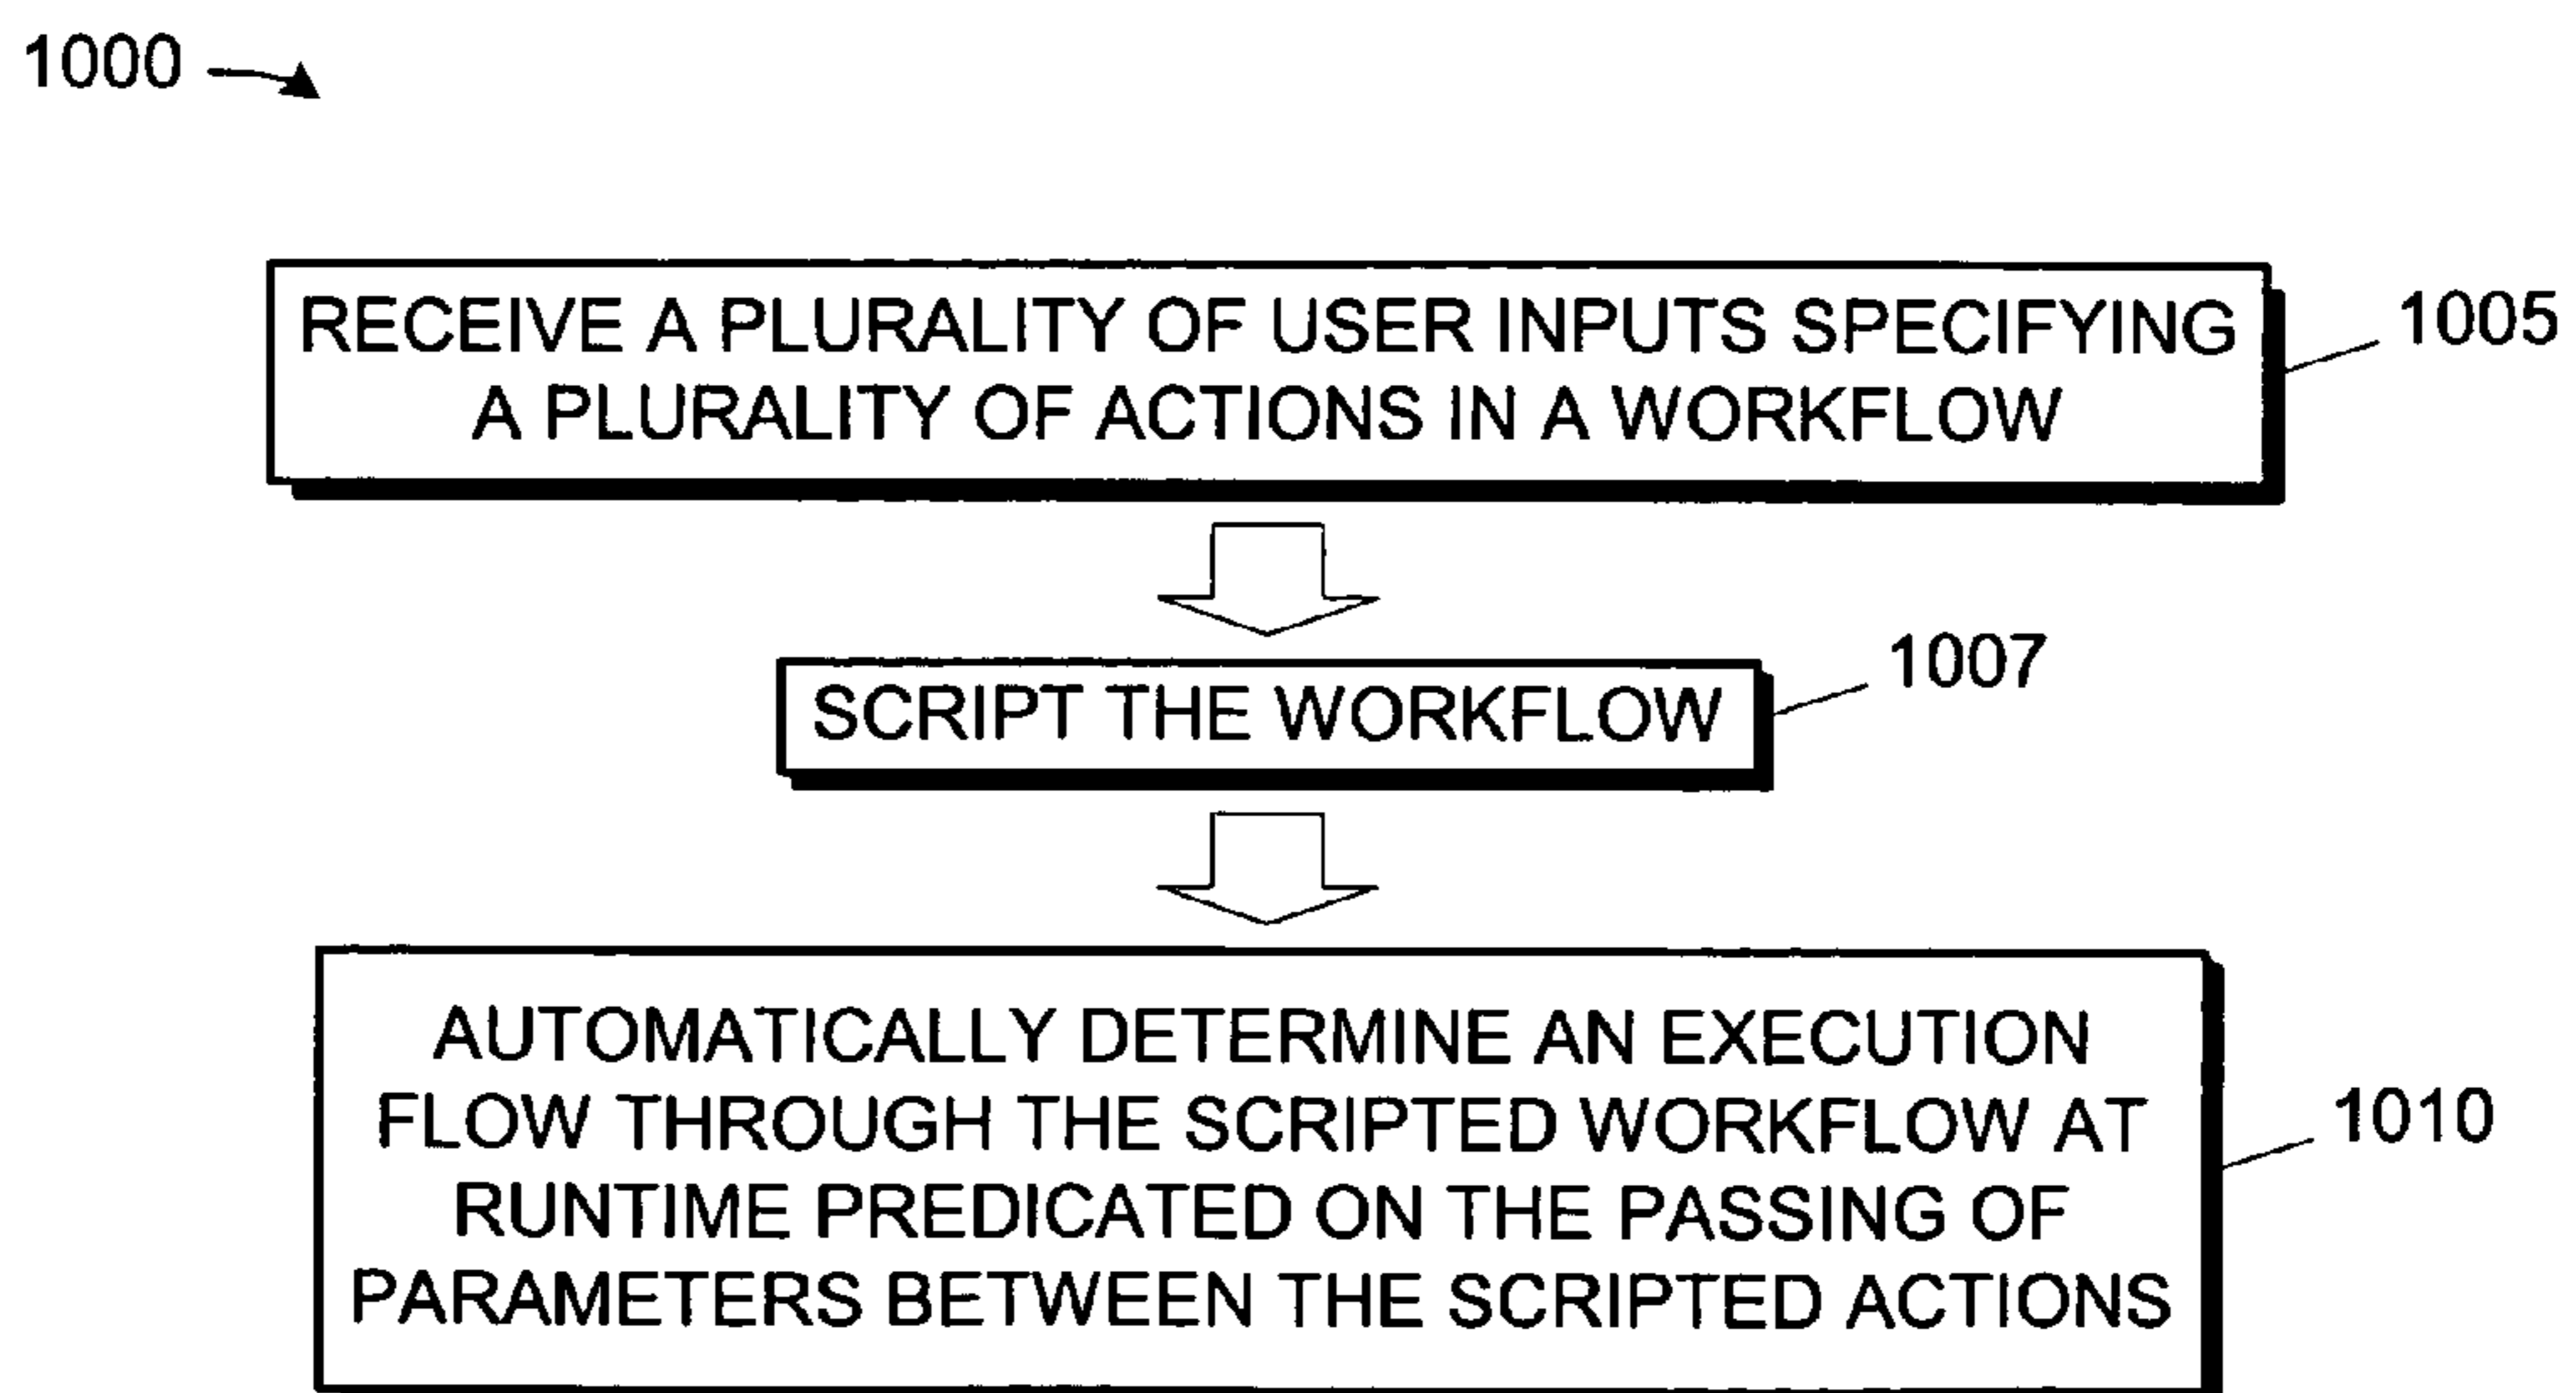 1000
RECEIVE A PLURALITY OF USER INPUTS SPECIFYING
A PLURALITY OF ACTIONS IN A WORKFLOW
1005
SCRIPT THE WORKFLOW
1007
AUTOMATICALLY DETERMINE AN EXECUTION
FLOW THROUGH THE SCRIPTED WORKFLOW AT
RUNTIME PREDICATED ON THE PASSING OF
PARAMETERS BETWEEN THE SCRIPTED ACTIONS
1010